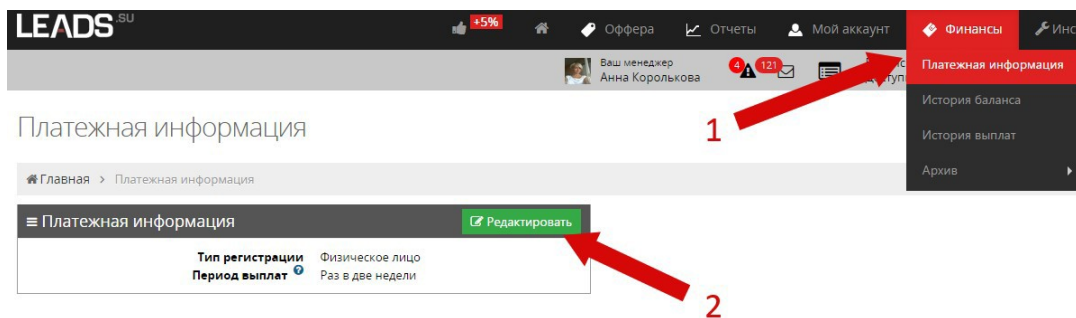 LEADS.SU
+5%
Оффера
Отчеты
Мой аккаунт
Финансы
Инс
Ваш менеджер
Анна Королькова
4
121
Платежная информация
История баланса
История выплат
Архив
1
Платежная информация
Главная > Платежная информация
Платежная информация
Редактировать
Тип регистрации Физическое лицо
Период выплат ? Раз в две недели
2